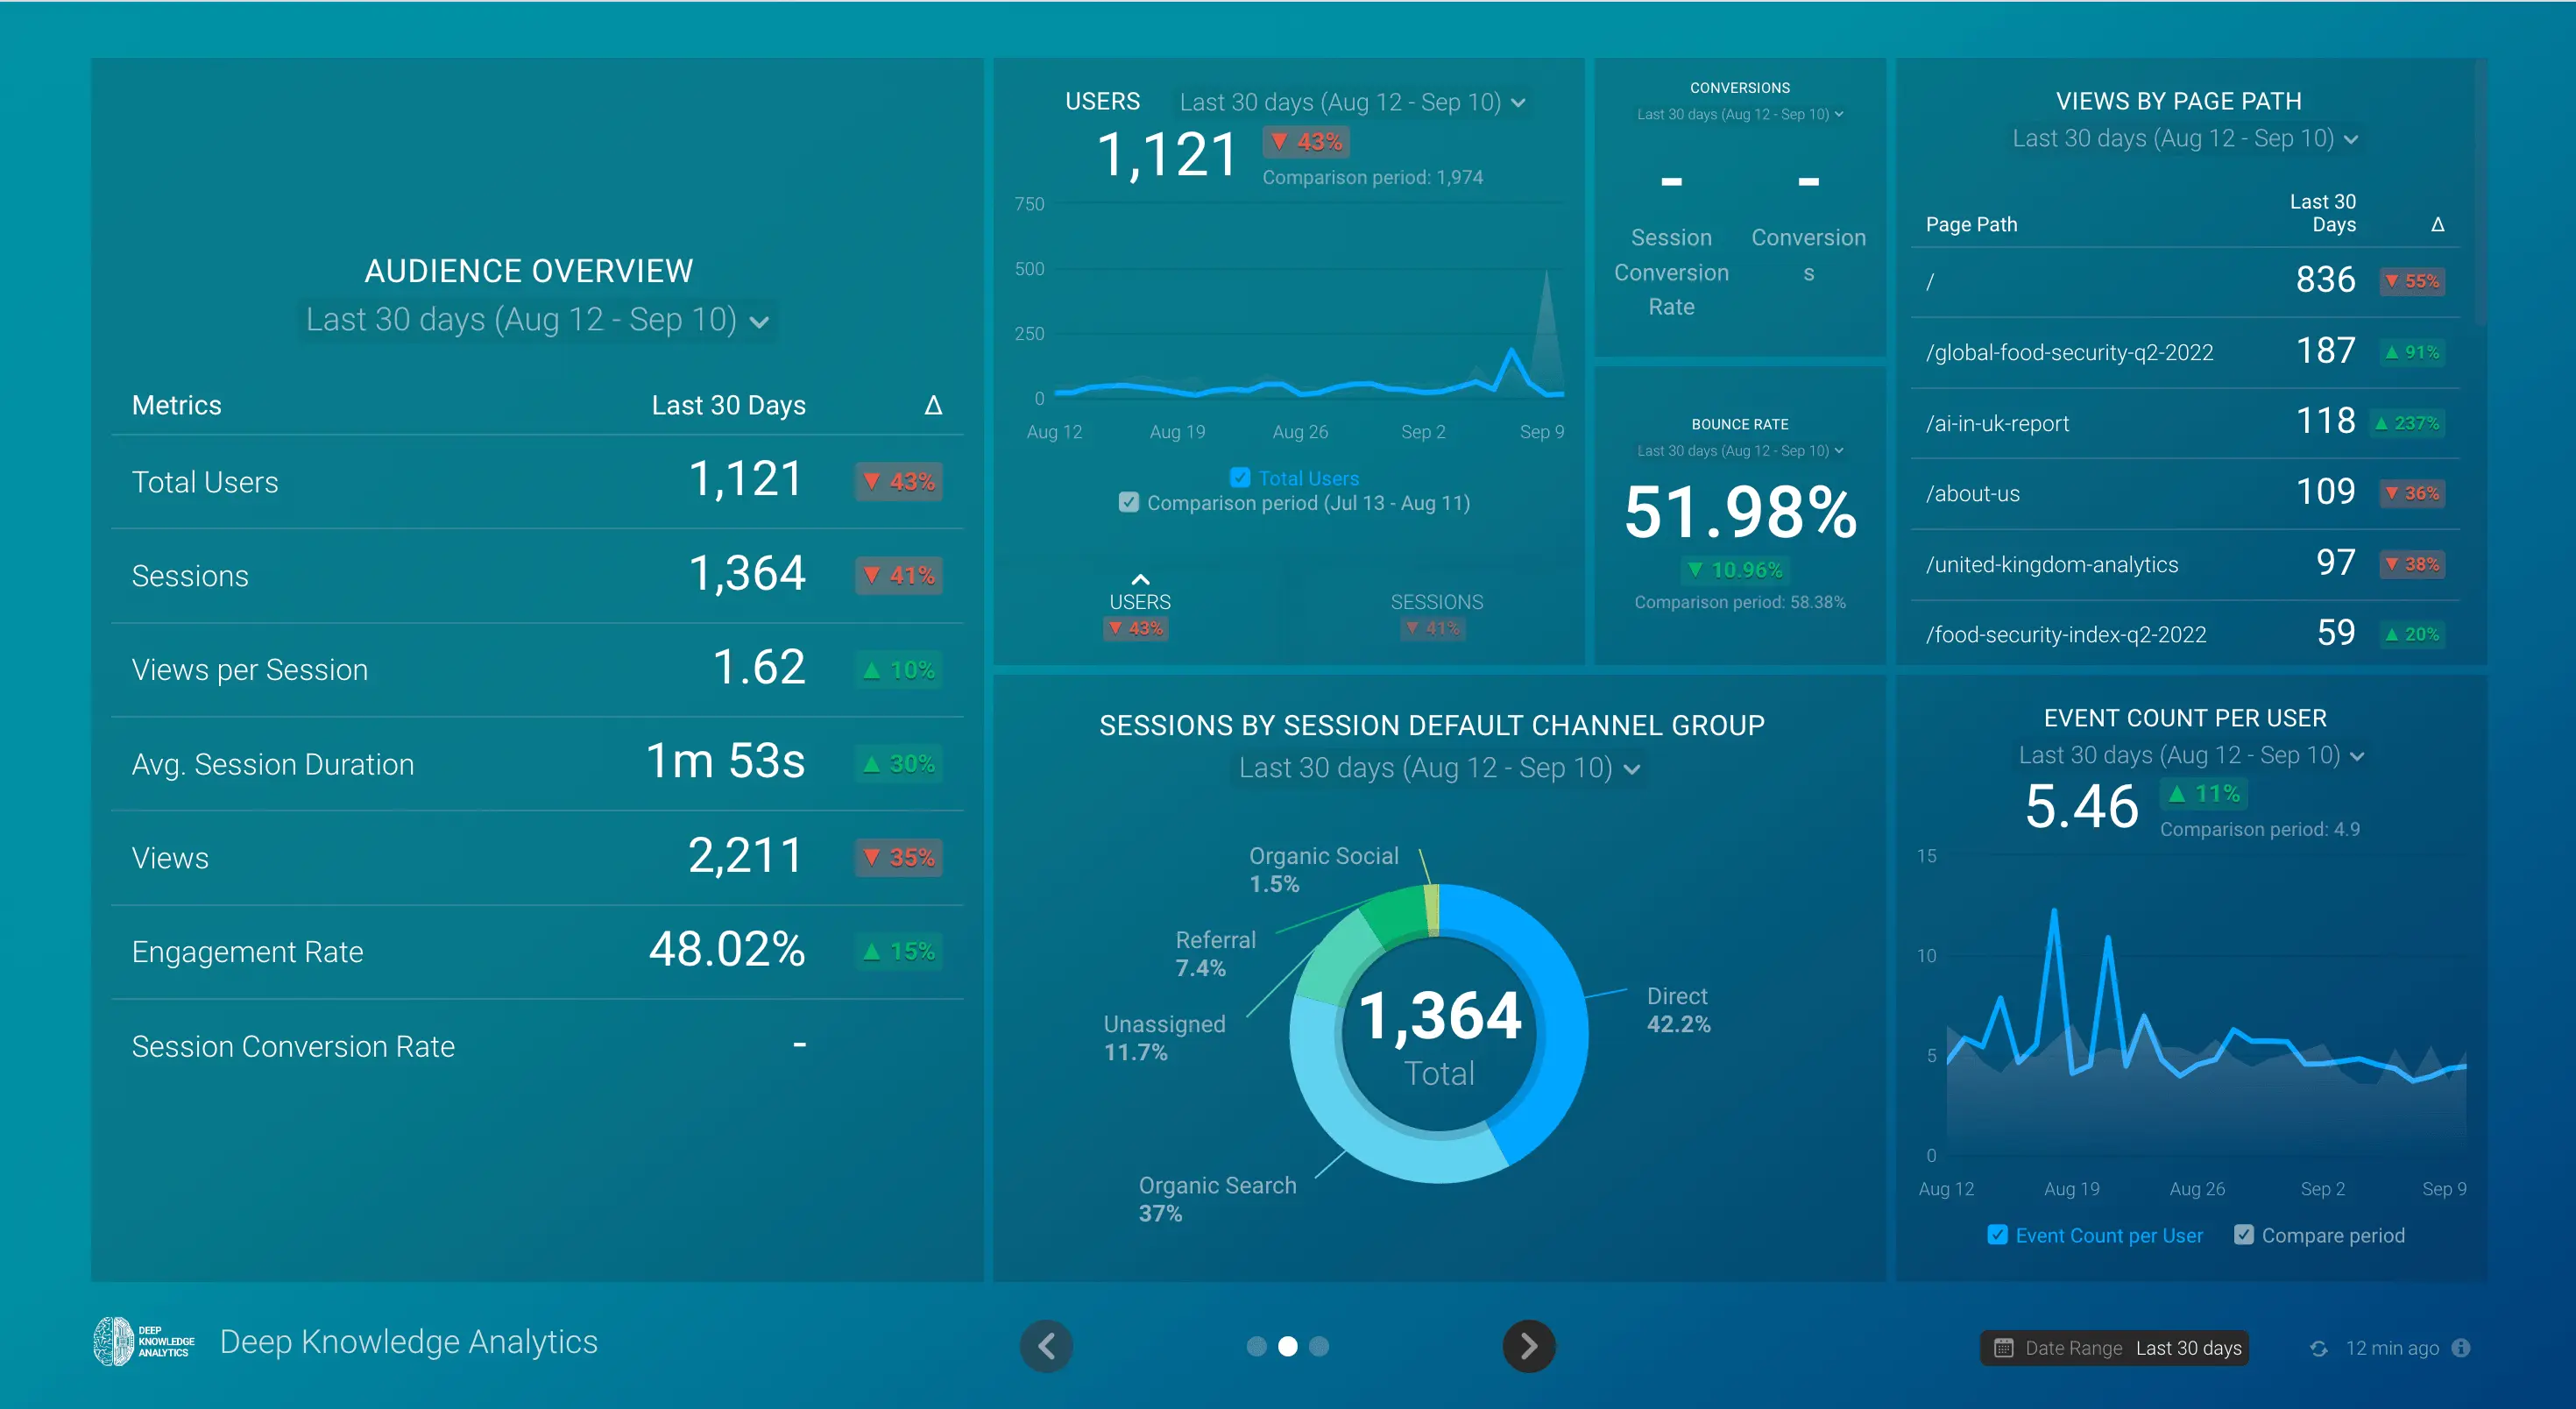 AUDIENCE OVERVIEW
Last 30 days (Aug 12 - Sep 10)
Metrics Last 30 Days Δ
Total Users 1,121 ▼ 43%
Sessions 1,364 ▼ 41%
Views per Session 1.62 ▲ 10%
Avg. Session Duration 1m 53s ▲ 30%
Views 2,211 ▼ 35%
Engagement Rate 48.02% ▲ 15%
Session Conversion Rate -
USERS Last 30 days (Aug 12 - Sep 10)
1,121 ▼ 43%
Comparison period: 1,974
750
500
250
0
Aug 12 Aug 19 Aug 26 Sep 2 Sep 9
Total Users
Comparison period (Jul 13 - Aug 11)
USERS SESSIONS
▼ 43% ▼ 41%
CONVERSIONS
Last 30 days (Aug 12 - Sep 10)
- -
Session Conversion
Conversion s
Rate
BOUNCE RATE
Last 30 days (Aug 12 - Sep 10)
51.98%
▼ 10.96%
Comparison period: 58.38%
VIEWS BY PAGE PATH
Last 30 days (Aug 12 - Sep 10)
Last 30
Page Path Days Δ
/ 836 ▼ 55%
/global-food-security-q2-2022 187 ▲ 91%
/ai-in-uk-report 118 ▲ 237%
/about-us 109 ▼ 36%
/united-kingdom-analytics 97 ▼ 38%
/food-security-index-q2-2022 59 ▲ 20%
SESSIONS BY SESSION DEFAULT CHANNEL GROUP
Last 30 days (Aug 12 - Sep 10)
Organic Social
1.5%
Referral
7.4%
Unassigned
11.7%
Organic Search
37%
Direct
42.2%
1,364
Total
EVENT COUNT PER USER
Last 30 days (Aug 12 - Sep 10)
5.46 ▲ 11%
Comparison period: 4.9
15
10
5
0
Aug 12 Aug 19 Aug 26 Sep 2 Sep 9
Event Count per User Compare period
DEEP
KNOWLEDGE
ANALYTICS
Deep Knowledge Analytics
Date Range Last 30 days
12 min ago